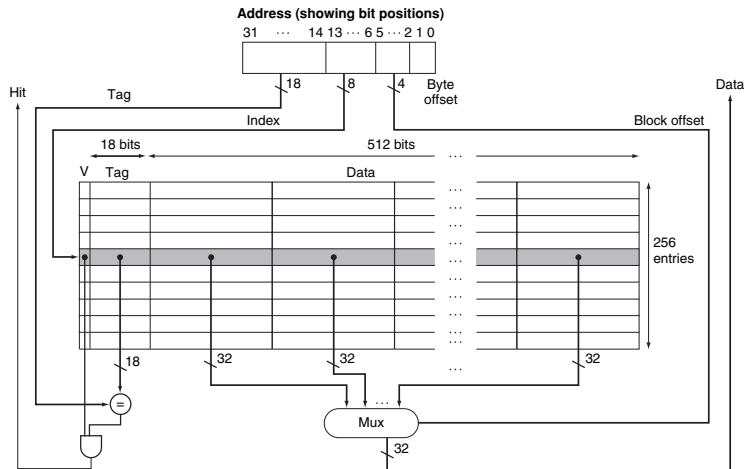 Address (showing bit positions)
31 ··· 14 13 ··· 6 5 ··· 2 1 0
Hit
Tag
18
8
4
Byte
offset
Data
Index
Block offset
18 bits
512 bits
···
V
Tag
Data
···
···
···
···
···
···
···
···
···
···
256
entries
18
32
32
32
···
=
···
Mux
32